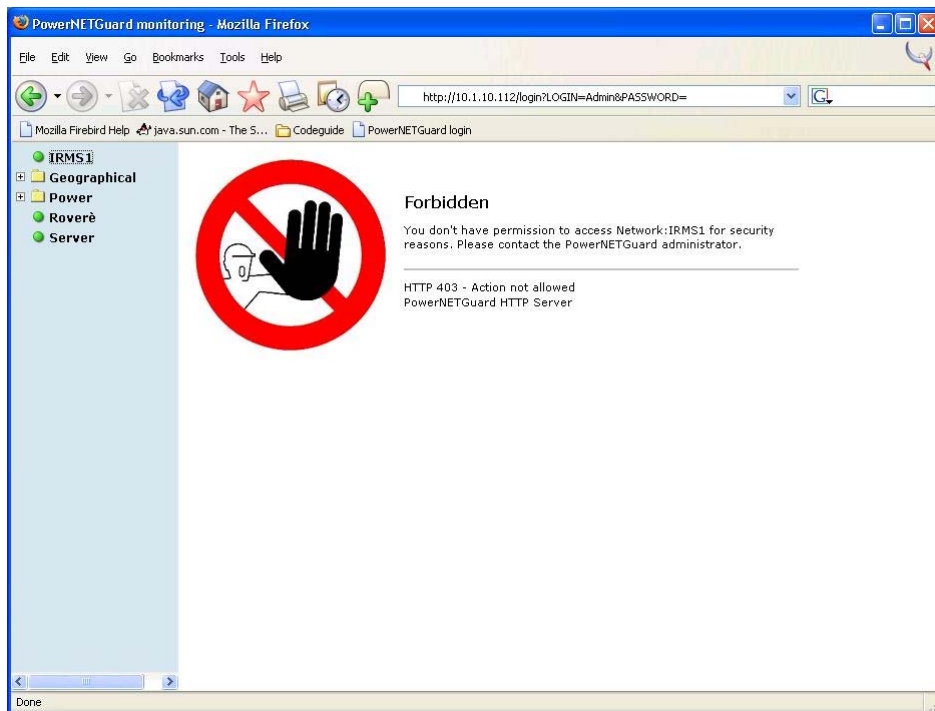 PowerNETGuard monitoring - Mozilla Firefox
File Edit View Go Bookmarks Tools Help
http://10.1.10.112/login?LOGIN=Admin&PASSWORD=
G
Mozilla Firebird Help java.sun.com - The S... Codeguide PowerNETGuard login
IRMS1
Geographical
Power
Roverè
Server
Forbidden
You don't have permission to access Network:IRMS1 for security
reasons. Please contact the PowerNETGuard administrator.
HTTP 403 - Action not allowed
PowerNETGuard HTTP Server
Done